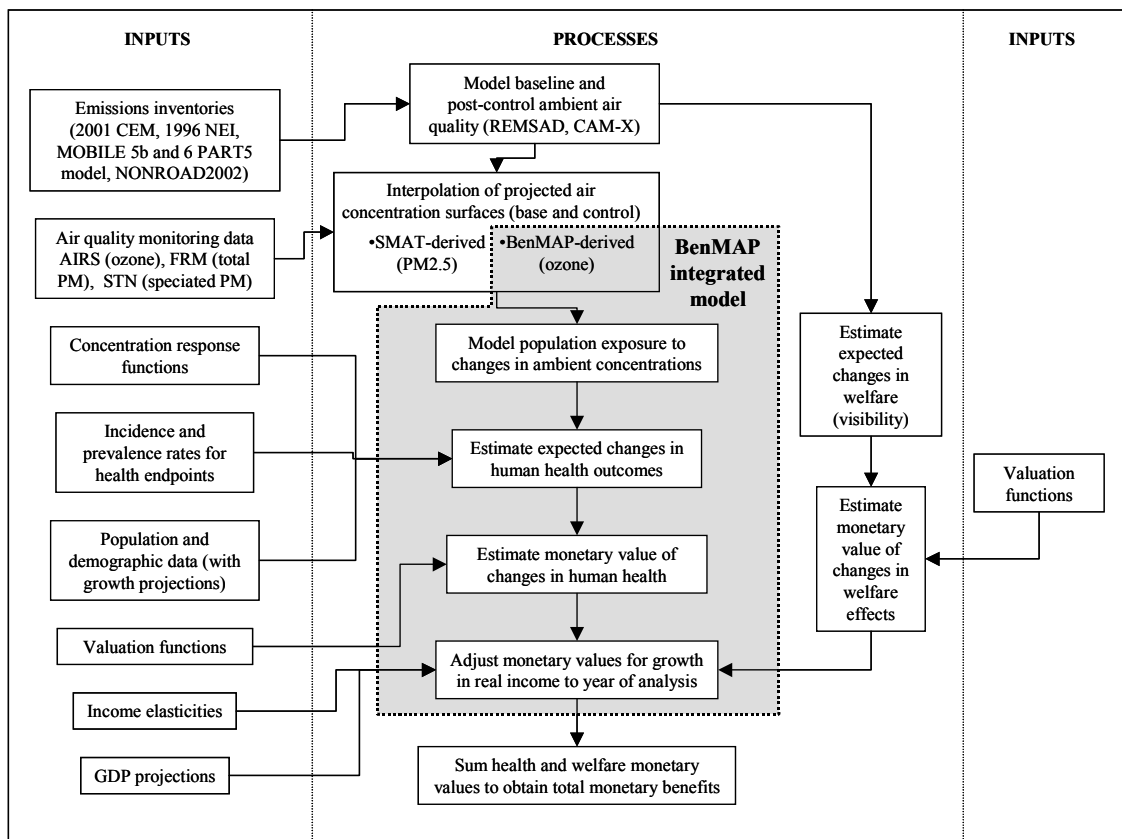 INPUTS
PROCESSES
INPUTS
Emissions inventories
(2001 CEM, 1996 NEI,
MOBILE 5b and 6 PART5
model, NONROAD2002)
Model baseline and
post-control ambient air
quality (REMSAD, CAM-X)
Air quality monitoring data
AIRS (ozone), FRM (total
PM), STN (speciated PM)
Interpolation of projected air
concentration surfaces (base and control)
•SMAT-derived
(PM2.5)
•BenMAP-derived
(ozone)
BenMAP
integrated
model
Concentration response
functions
Model population exposure to
changes in ambient concentrations
Estimate
expected
changes in
welfare
(visibility)
Incidence and
prevalence rates for
health endpoints
Estimate expected changes in
human health outcomes
Valuation
functions
Population and
demographic data (with
growth projections)
Estimate monetary value of
changes in human health
Estimate
monetary
value of
changes in
welfare
effects
Valuation functions
Adjust monetary values for growth
in real income to year of analysis
Income elasticities
GDP projections
Sum health and welfare monetary
values to obtain total monetary benefits